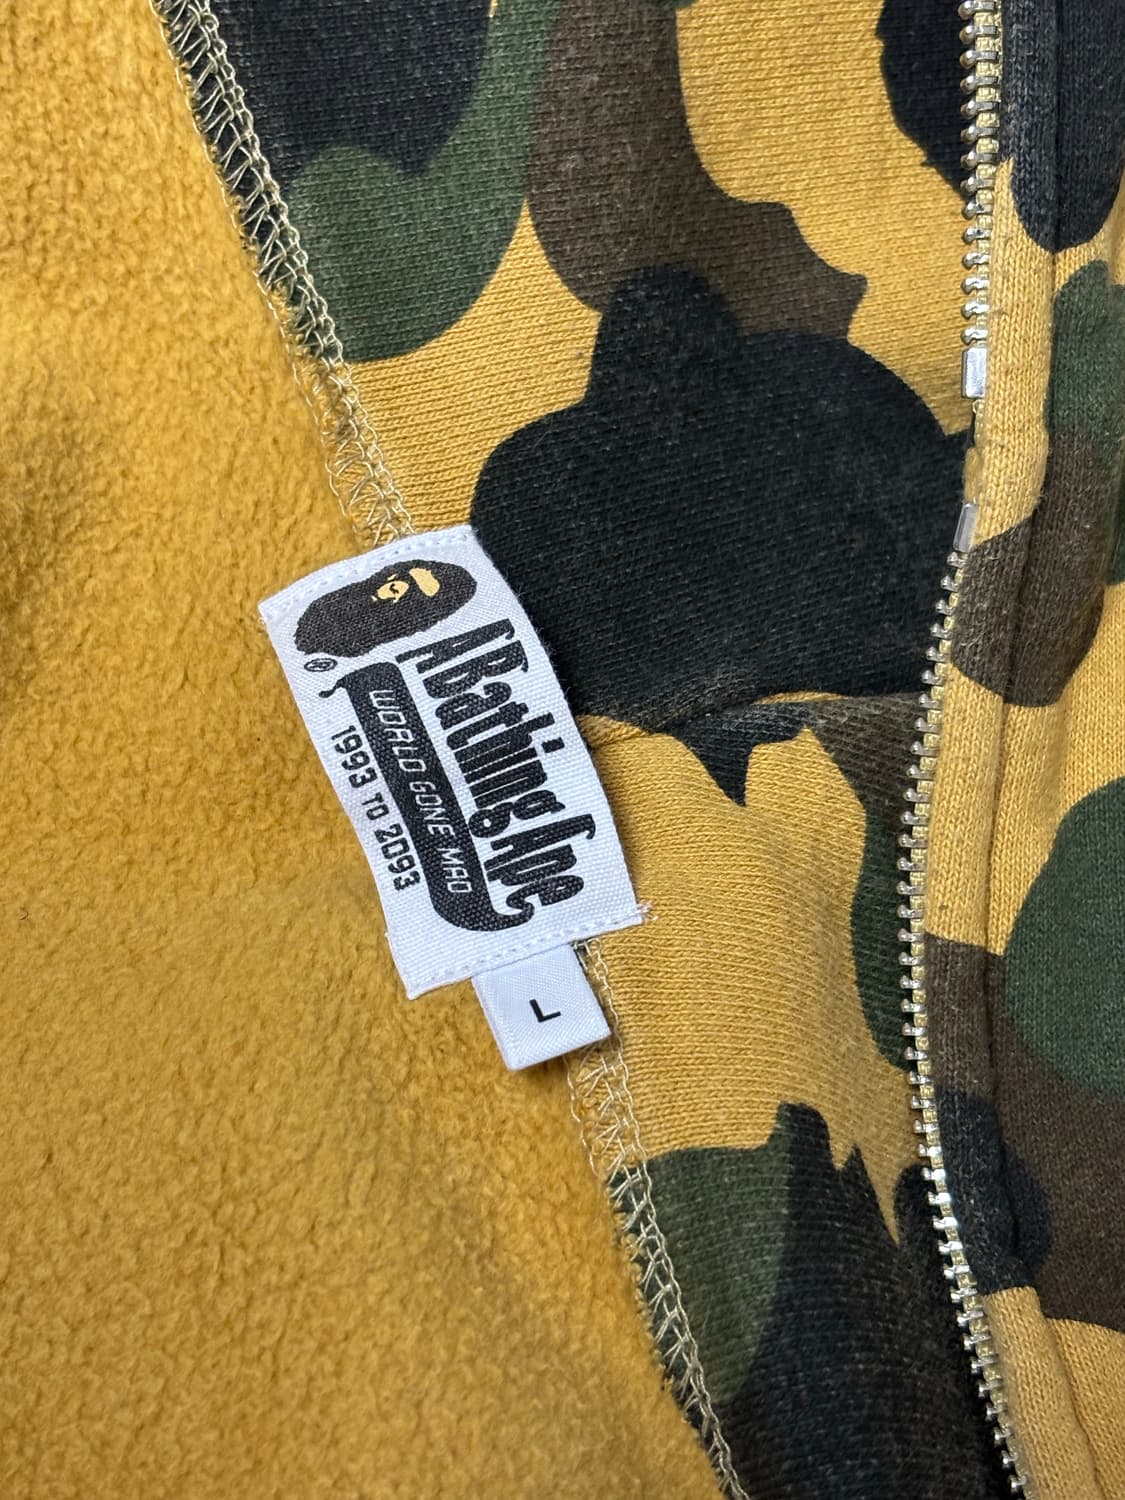 A Bathing Ape
WORLD GONE MAD
1993 TO 2093
®
L